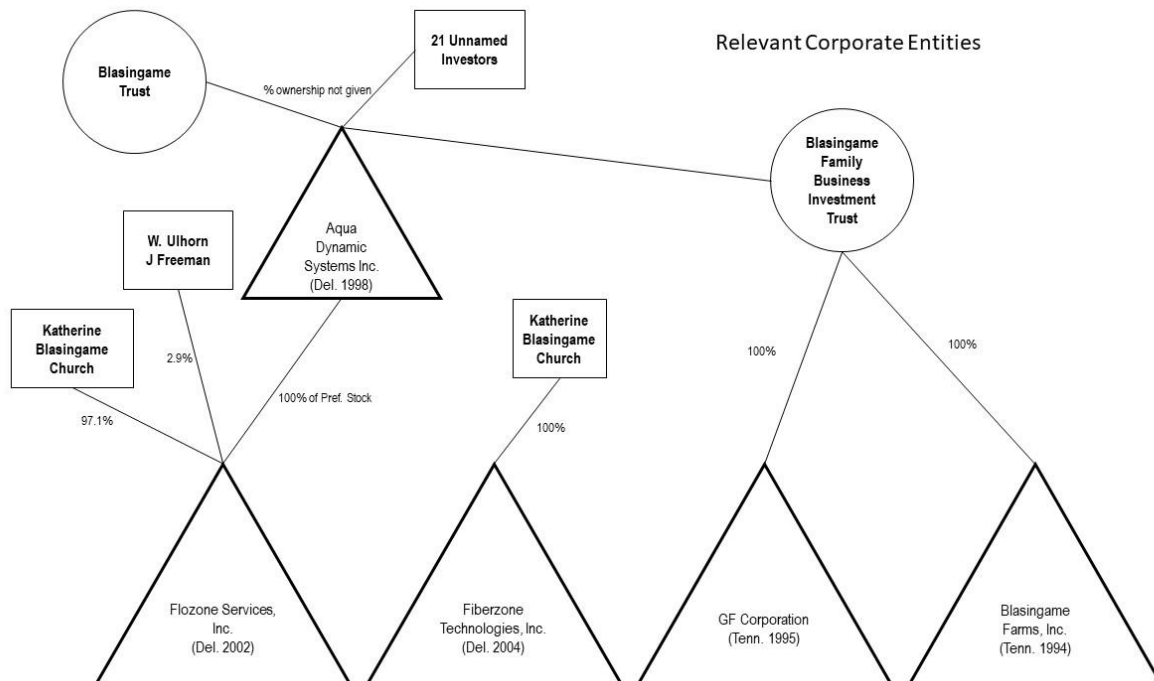 Relevant Corporate Entities
Blasingame
Trust
21 Unnamed
Investors
% ownership not given
Blasingame
Family
Business
Investment
Trust
Aqua
Dynamic
Systems Inc.
(Del. 1998)
W. Ulhorn
J Freeman
Katherine
Blasingame
Church
Katherine
Blasingame
Church
2.9%
97.1%
100% of Pref. Stock
100%
100%
100%
Flozone Services,
Inc.
(Del. 2002)
Fiberzone
Technologies, Inc.
(Del. 2004)
GF Corporation
(Tenn. 1995)
Blasingame
Farms, Inc.
(Tenn. 1994)